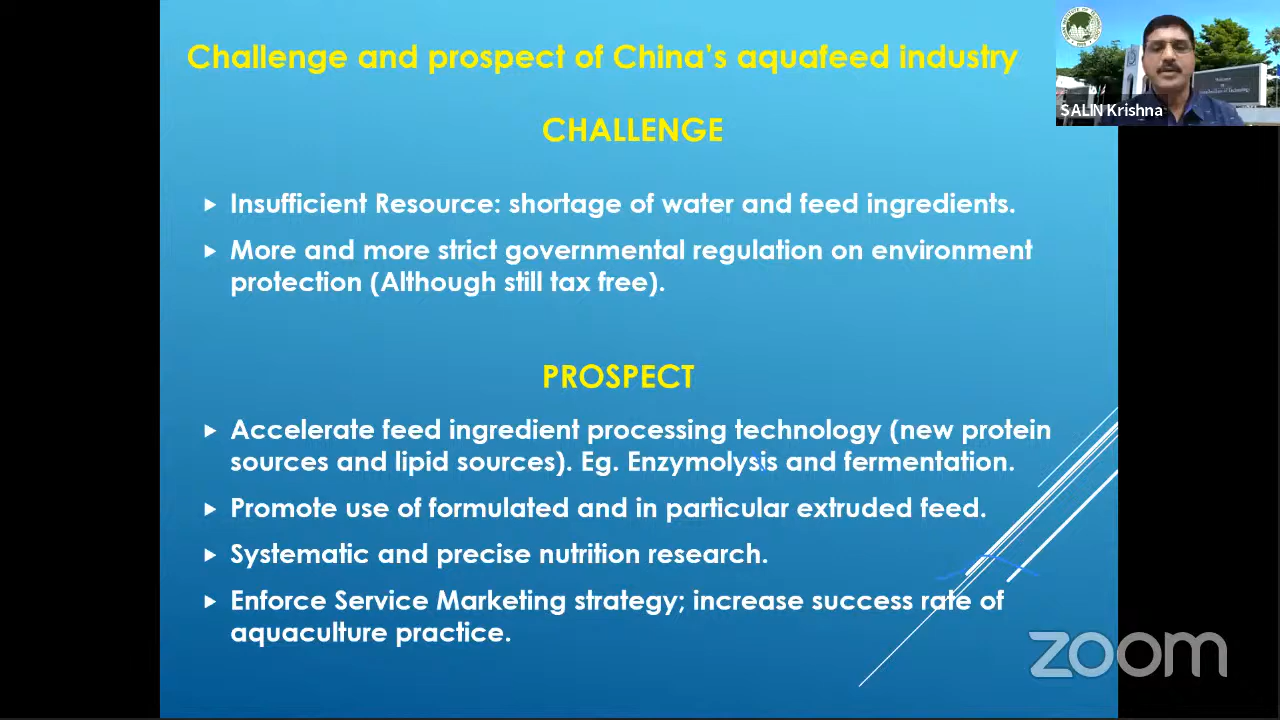 Challenge and prospect of China's aquafeed industry
SALIN Krishna
CHALLENGE
Insufficient Resource: shortage of water and feed ingredients.
More and more strict governmental regulation on environment
protection (Although still tax free).
PROSPECT
Accelerate feed ingredient processing technology (new protein
sources and lipid sources). Eg. Enzymolysis and fermentation.
Promote use of formulated and in particular extruded feed.
Systematic and precise nutrition research.
Enforce Service Marketing strategy; increase success rate of
aquaculture practice.
zoom